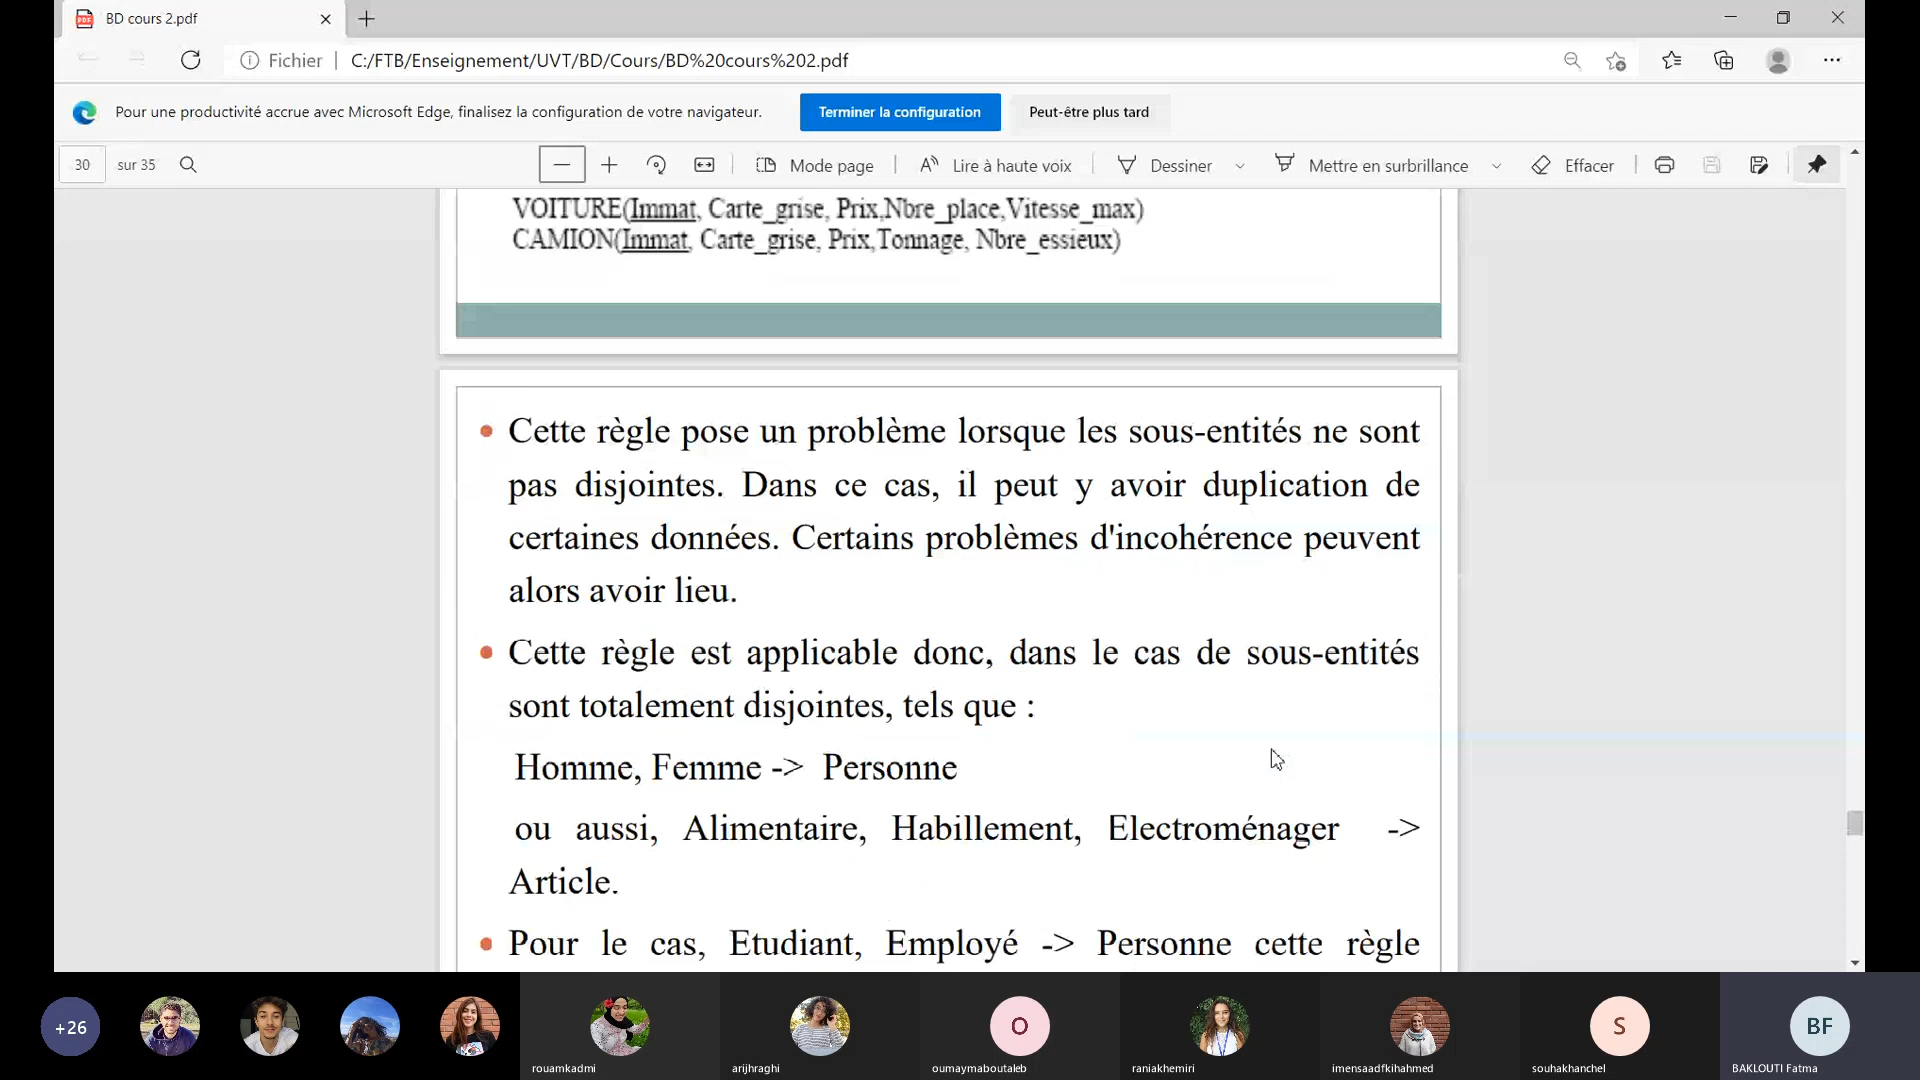 BD cours 2.pdf
Fichier | C:/FTB/Enseignement/UVT/BD/Cours/BD%20cours%202.pdf
Pour une productivité accrue avec Microsoft Edge, finalisez la configuration de votre navigateur. Terminer la configuration Peut-être plus tard
30 sur 35 Mode page Lire à haute voix Dessiner Mettre en surbrillance Effacer
VOITURE(Immat, Carte_grise, Prix,Nbre_place,Vitesse_max)
CAMION(Immat, Carte_grise, Prix,Tonnage, Nbre_essieux)
• Cette règle pose un problème lorsque les sous-entités ne sont
pas disjointes. Dans ce cas, il peut y avoir duplication de
certaines données. Certains problèmes d'incohérence peuvent
alors avoir lieu.
• Cette règle est applicable donc, dans le cas de sous-entités
sont totalement disjointes, tels que :
Homme, Femme -> Personne
ou aussi, Alimentaire, Habillement, Electroménager ->
Article.
• Pour le cas, Etudiant, Employé -> Personne cette règle
+26 O S BF
rouamkadmi arijhraghi oumaymaboutaleb raniakhemiri imensaadfkihahmed souhakhanchel BAKLOUTI Fatma